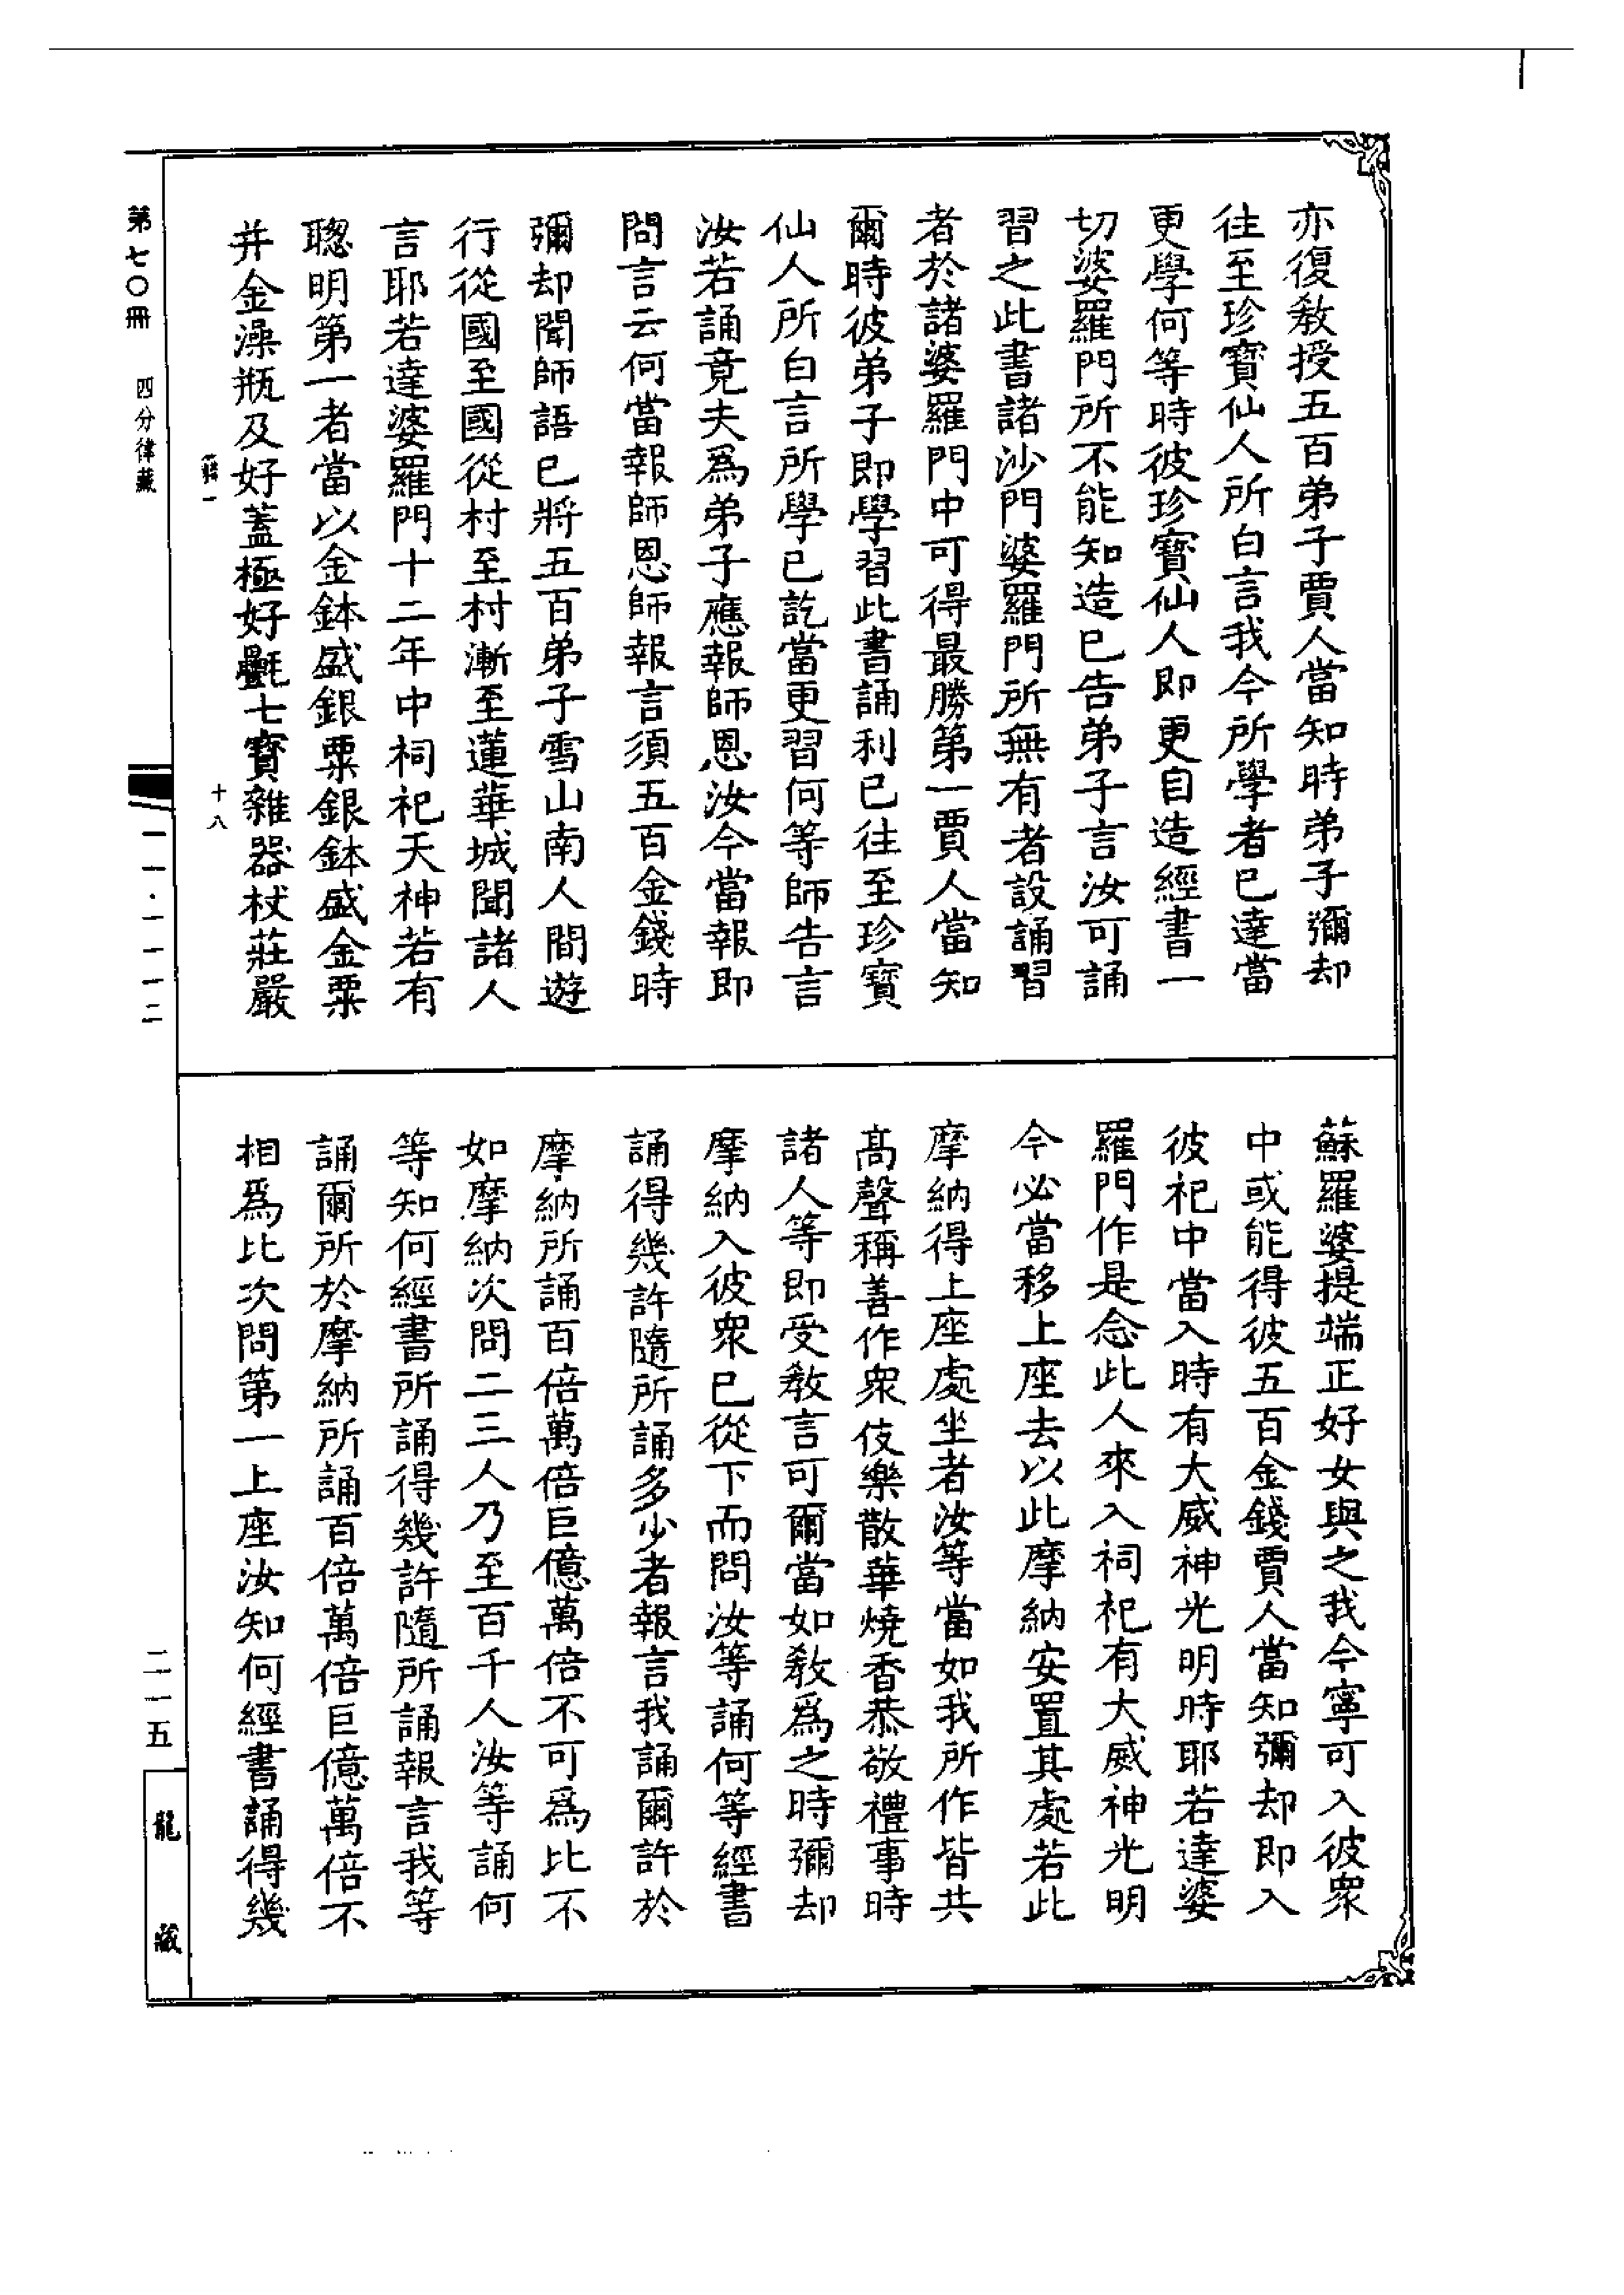 亦復教授五百弟子賈人當知時弟子彌却
往至珍寶仙人所白言我今所學者已達當
更學何等時彼珍寶仙人即更自造經書一
切婆羅門所不能知造已告弟子言汝可誦
習之此書諸沙門婆羅門所無有者設誦習
者於諸婆羅門中可得最勝第一賈人當知
爾時彼弟子即學習此書誦利已往至珍寶
仙人所白言所學已訖當更習何等師告言
汝若誦竟夫爲弟子應報師恩汝今當報即
問言云何當報師恩師報言須五百金錢時
彌却聞師語已將五百弟子雪山南人間遊
行從國至國從村至村漸至蓮華城聞諸人
言耶若達婆羅門十二年中祠祀天神若有
聰明第一者當以金鉢盛銀粟銀鉢盛金粟
并金澡瓶及好蓋極好㲲七寶雜器杖莊嚴
蘇羅婆提端正好女與之我今寧可入彼衆
中或能得彼五百金錢賈人當知彌却即入
彼祀中當入時有大威神光明時耶若達婆
羅門作是念此人來入祠祀有大威神光明
今必當移上座去以此摩納安置其處若此
摩納得上座處坐者汝等當如我所作皆共
高聲稱善作衆伎樂散華燒香恭敬禮事時
諸人等即受教言可爾當如教爲之時彌却
摩納入彼衆已從下而問汝等誦何等經書
誦得幾許隨所誦多少者報言我誦爾許於
摩納所誦百倍萬倍巨億萬倍不可爲比不
如摩納次問二三人乃至百千人汝等誦何
等知何經書所誦得幾許隨所誦報言我等
誦爾所於摩納所誦百倍萬倍巨億萬倍不
相爲比次問第一上座汝知何經書誦得幾
十八
第七〇冊
四分律藏
一一·一一一二
二一五
龍藏